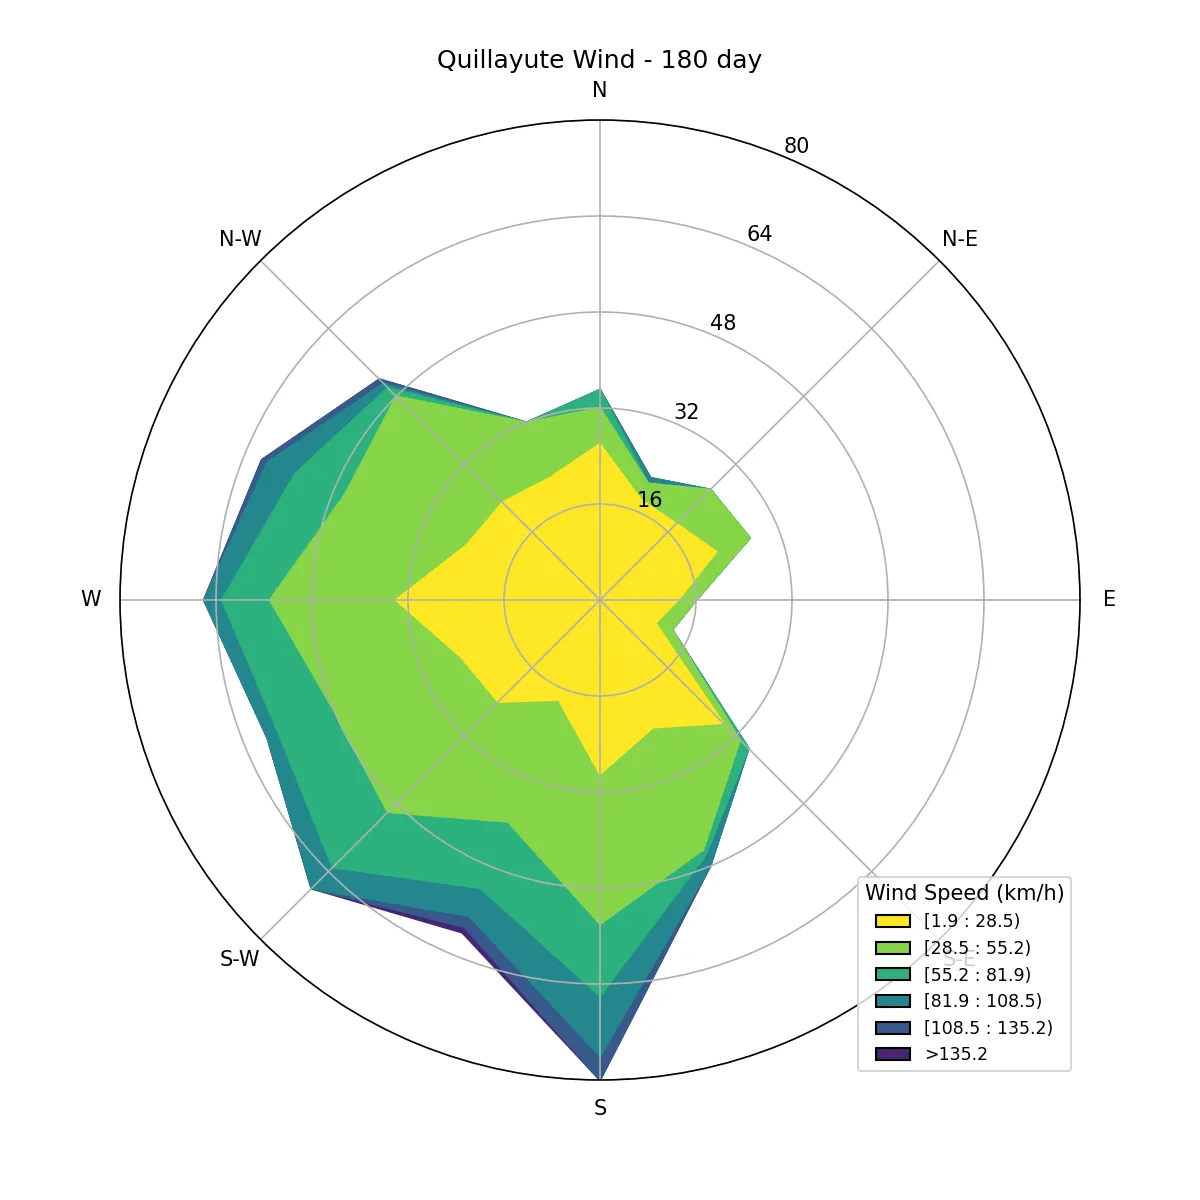 Quillayute Wind - 180 day
N
80
64
N-W
N-E
48
32
16
W
E
S-W
S-E
S
Wind Speed (km/h)
[1.9 : 28.5)
[28.5 : 55.2)
[55.2 : 81.9)
[81.9 : 108.5)
[108.5 : 135.2)
>135.2